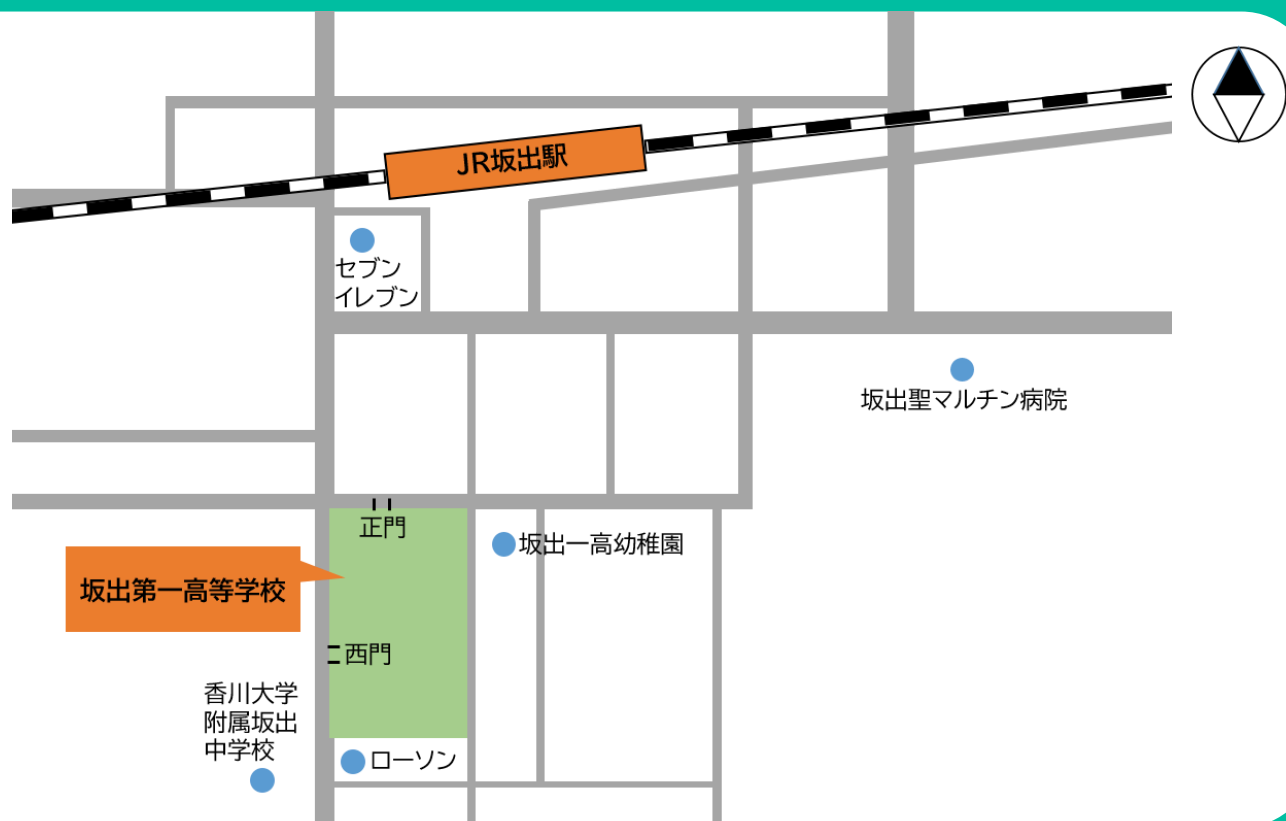 JR坂出駅
セブン
イレブン
坂出聖マルチン病院
正門
坂出一高幼稚園
坂出第一高等学校
西門
香川大学
附属坂出
中学校
ローソン